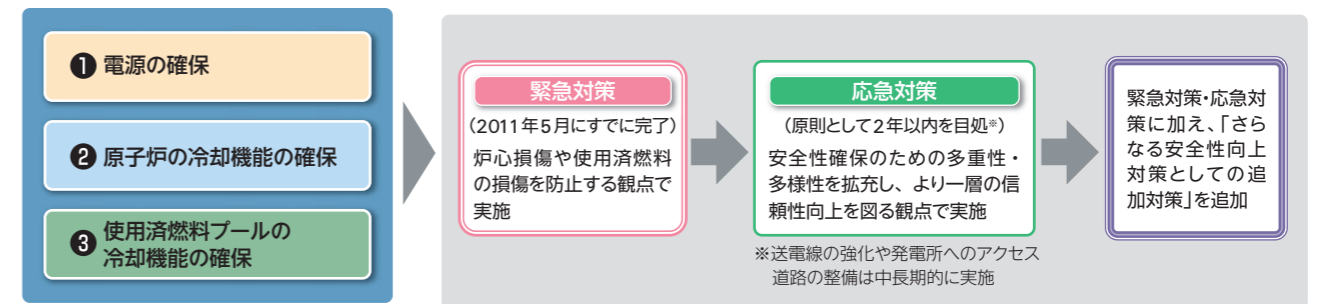 ❶ 電源の確保
❷ 原子炉の冷却機能の確保
❸ 使用済燃料プールの
冷却機能の確保
緊急対策
(2011年5月にすでに完了)
炉心損傷や使用済燃料
の損傷を防止する観点で
実施
応急対策
(原則として2年以内を目処※)
安全性確保のための多重性・
多様性を拡充し、より一層の信
頼性向上を図る観点で実施
※送電線の強化や発電所へのアクセス
道路の整備は中長期的に実施
緊急対策・応急対
策に加え、「さら
なる安全性向上
対策としての追
加対策」を追加